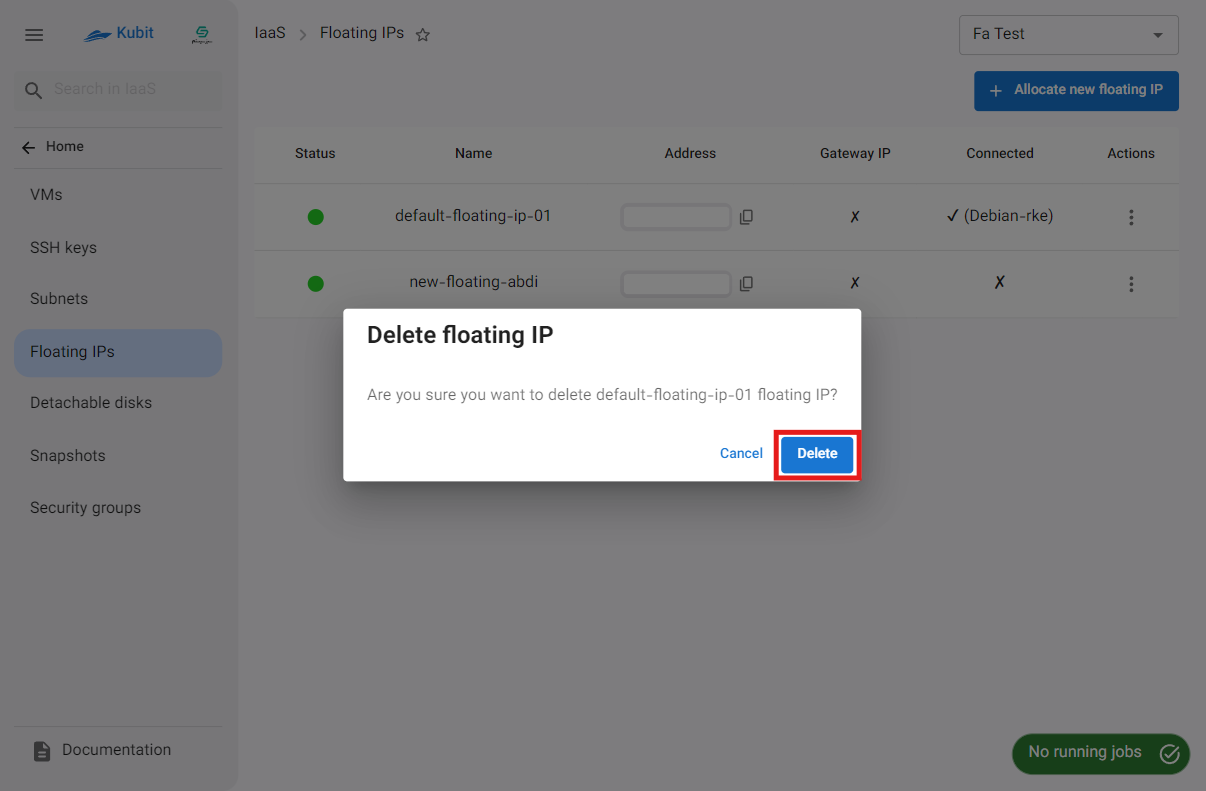 Kubit
IaaS > Floating IPs
Fa Test
Search in IaaS
+ Allocate new floating IP
Home
Status Name Address Gateway IP Connected Actions
VMs
default-floating-ip-01 ✗ ✓ (Debian-rke)
SSH keys
new-floating-abdi ✗ ✗
Subnets
Floating IPs
Detachable disks
Snapshots
Security groups
Delete floating IP
Are you sure you want to delete default-floating-ip-01 floating IP?
Cancel Delete
Documentation
No running jobs